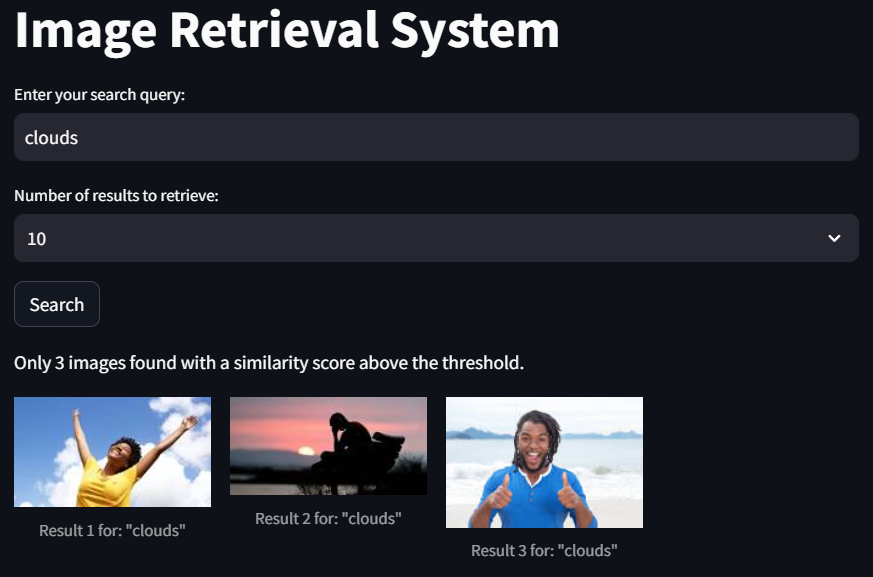 Image Retrieval System
Enter your search query:
clouds
Number of results to retrieve:
10
Search
Only 3 images found with a similarity score above the threshold.
Result 1 for: "clouds"
Result 2 for: "clouds"
Result 3 for: "clouds"